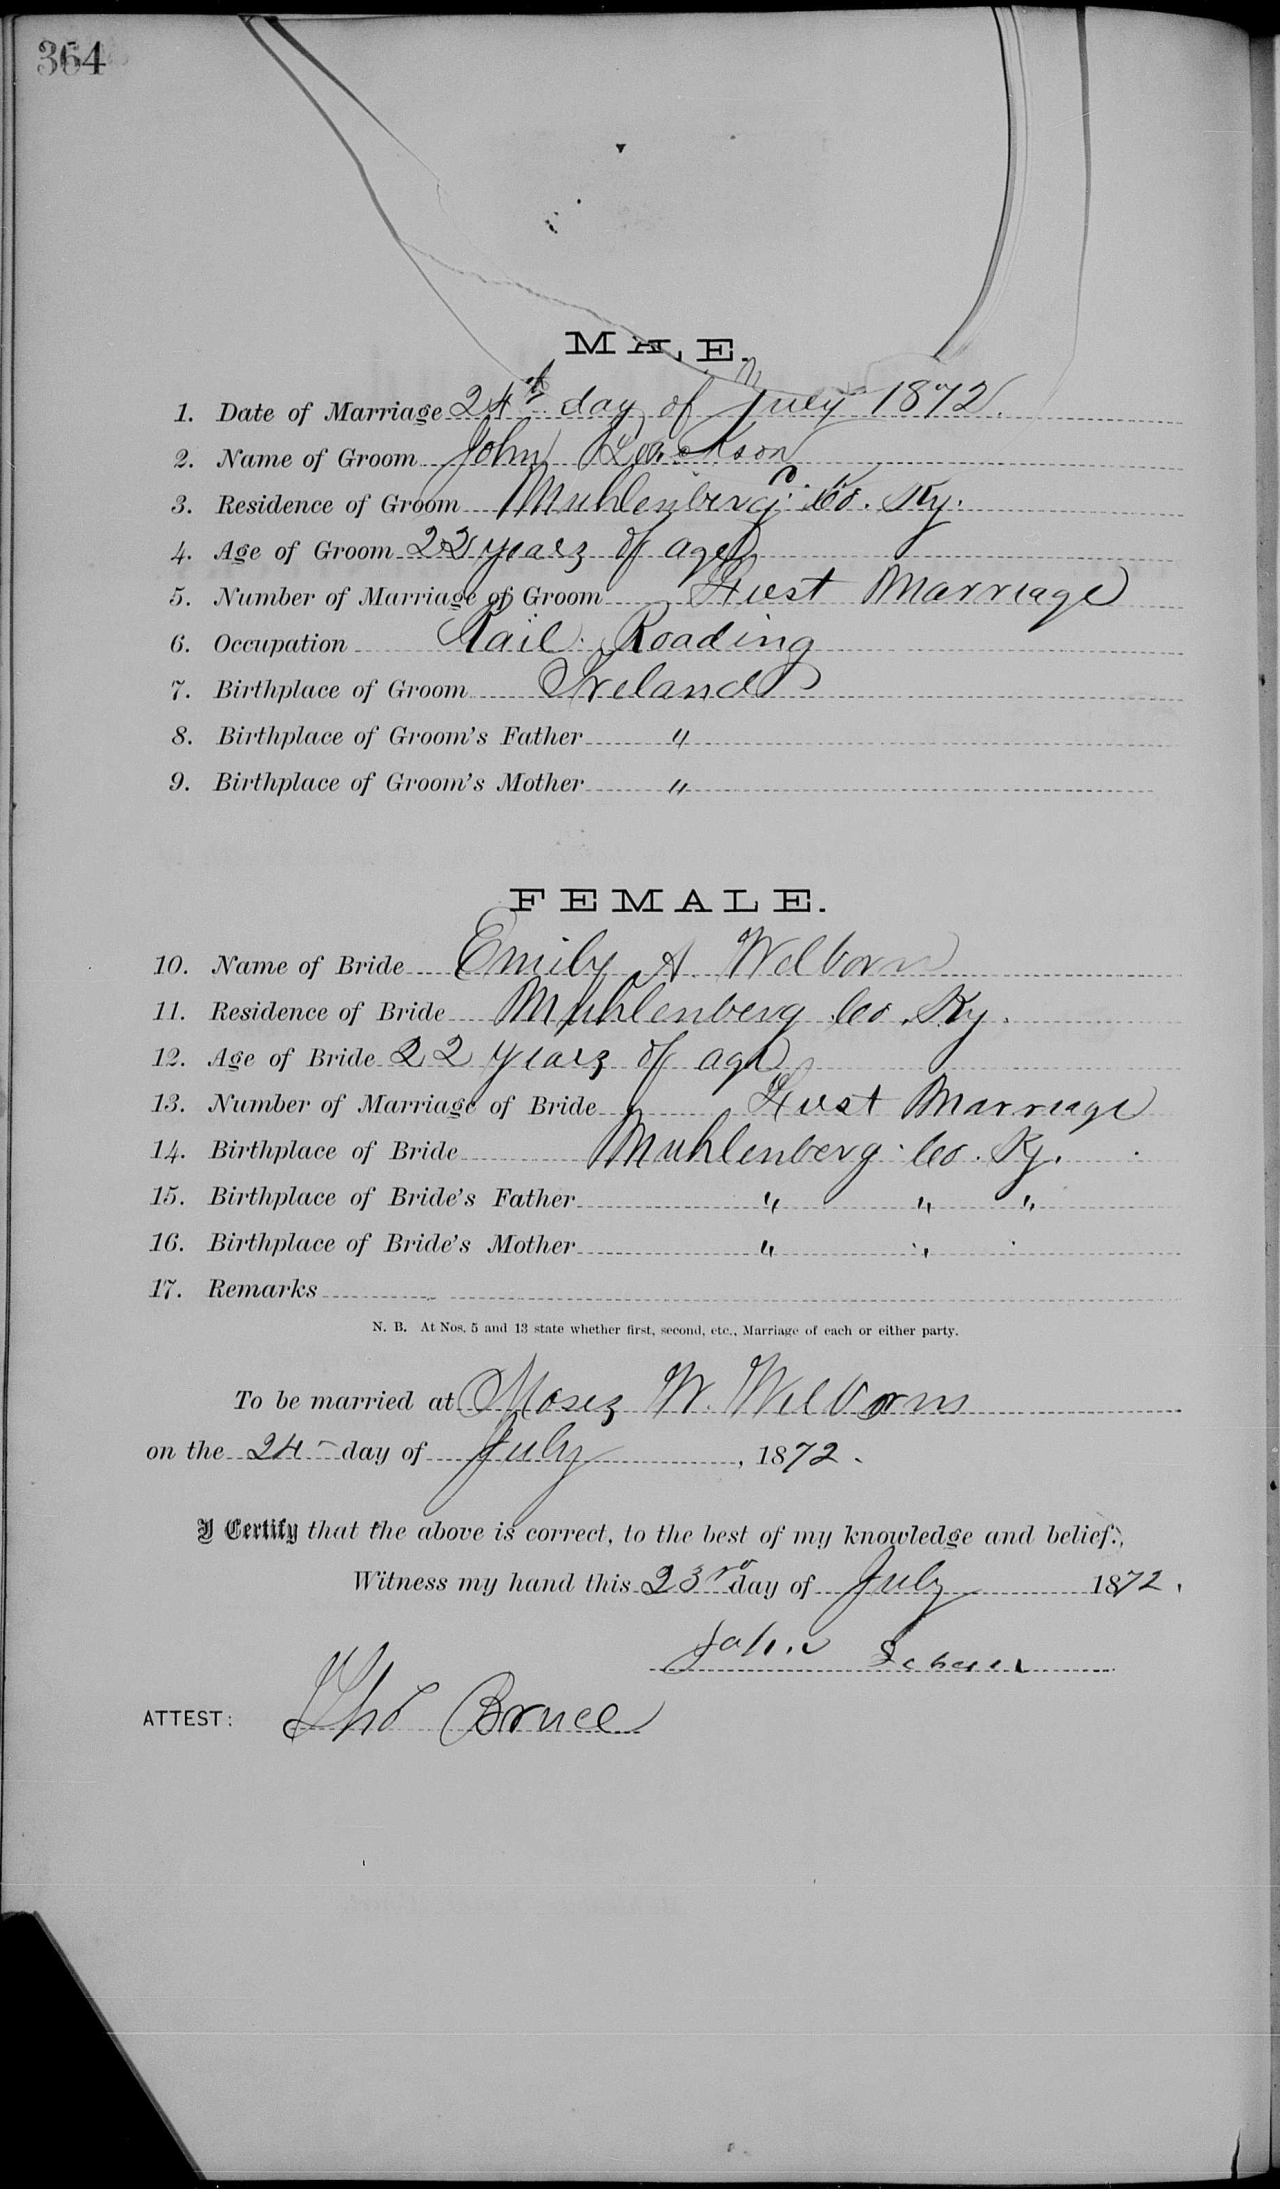 364
MALE.
1. Date of Marriage 24th day of July 1872.
2. Name of Groom John
3. Residence of Groom Muhlenberg Co. Ky.
4. Age of Groom 22 years of age
5. Number of Marriage of Groom First Marriage
6. Occupation Rail Roading
7. Birthplace of Groom Ireland
8. Birthplace of Groom's Father "
9. Birthplace of Groom's Mother "
FEMALE.
10. Name of Bride Emily A. Welborn
11. Residence of Bride Muhlenberg Co. Ky.
12. Age of Bride 22 years of age
13. Number of Marriage of Bride First Marriage
14. Birthplace of Bride Muhlenberg Co. Ky.
15. Birthplace of Bride's Father " " "
16. Birthplace of Bride's Mother " "
17. Remarks
N. B. At Nos. 5 and 13 state whether first, second, etc., Marriage of each or either party.
To be married at Moses W. Welborns
on the 24 day of July, 1872.
I Certify that the above is correct, to the best of my knowledge and belief.
Witness my hand this 23rd day of July 1872.
John
ATTEST: Tho Bruce